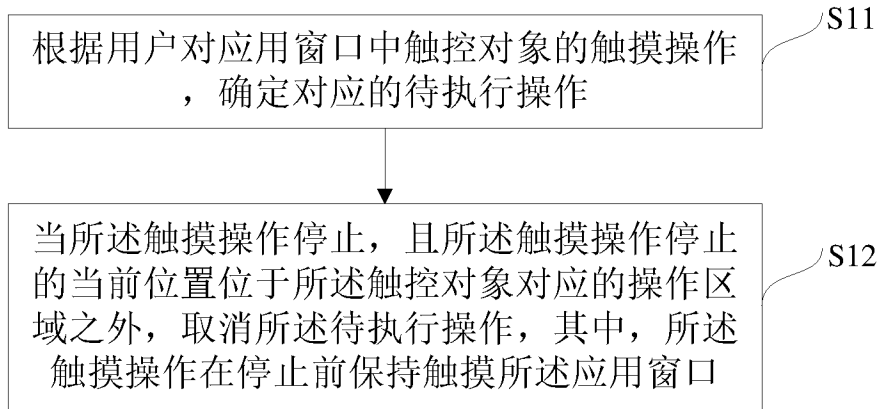 根据用户对应用窗口中触控对象的触摸操作
，确定对应的待执行操作
S11
当所述触摸操作停止，且所述触摸操作停止
的当前位置位于所述触控对象对应的操作区
域之外，取消所述待执行操作，其中，所述
触摸操作在停止前保持触摸所述应用窗口
S12